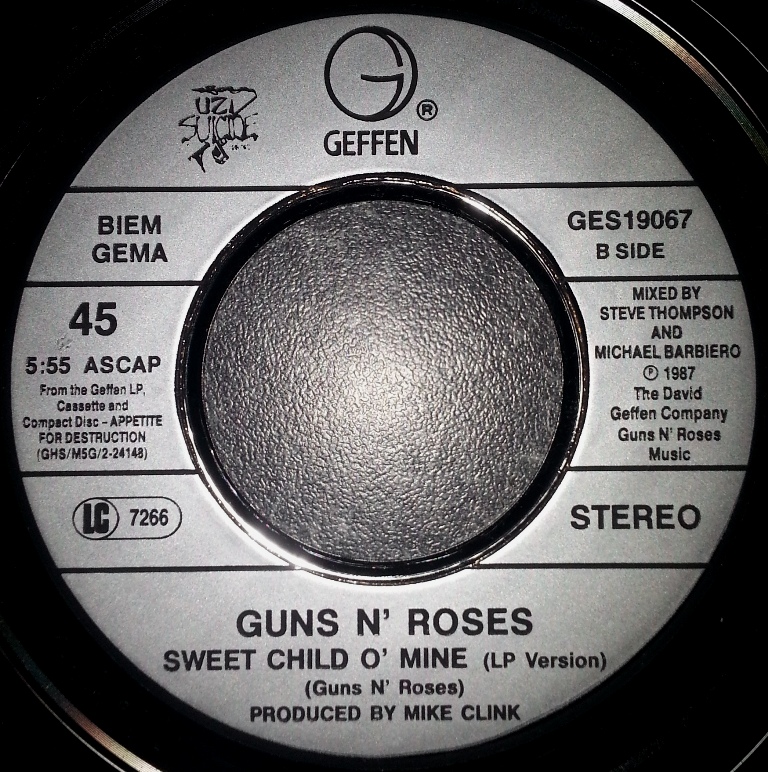 UZI
SUICIDE
G
®
GEFFEN
BIEM
GEMA
GES19067
B SIDE
45
5:55 ASCAP
From the Geffen LP,
Cassette and
Compact Disc – APPETITE
FOR DESTRUCTION
(GHS/M5G/2-24148)
MIXED BY
STEVE THOMPSON
AND
MICHAEL BARBIERO
℗ 1987
The David
Geffen Company
Guns N' Roses
Music
LC 7266
STEREO
GUNS N' ROSES
SWEET CHILD O' MINE (LP Version)
(Guns N' Roses)
PRODUCED BY MIKE CLINK